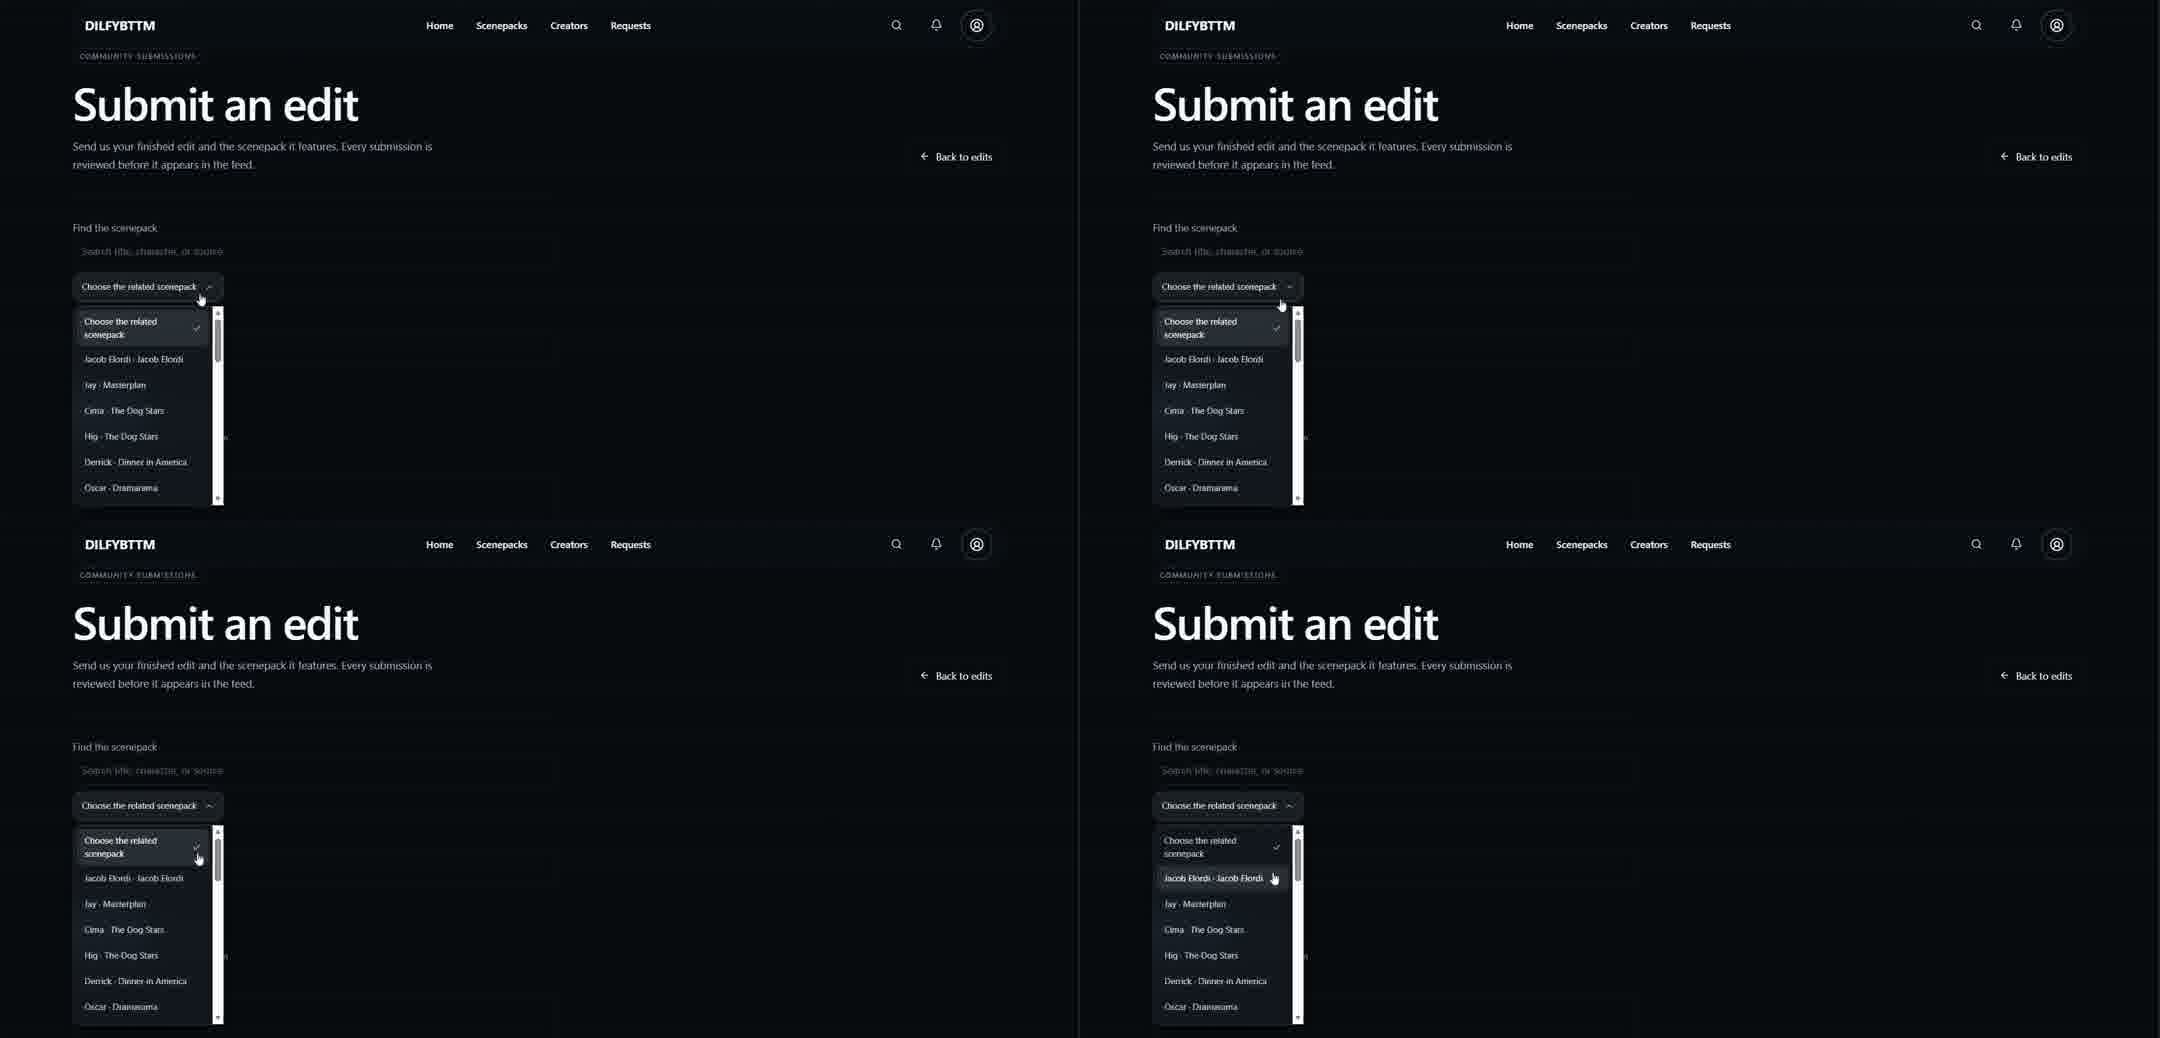 DILFYBTTM Home Scenepacks Creators Requests
COMMUNITY SUBMISSIONS
Submit an edit
Send us your finished edit and the scenepack it features. Every submission is
reviewed before it appears in the feed.
← Back to edits
Find the scenepack
Search title, character, or source
Choose the related scenepack
Choose the related
scenepack
Jacob Elordi · Jacob Elordi
Jay · Masterplan
Cima · The Dog Stars
Hig · The Dog Stars
Derrick · Dinner in America
Oscar · Dramarama
DILFYBTTM Home Scenepacks Creators Requests
COMMUNITY SUBMISSIONS
Submit an edit
Send us your finished edit and the scenepack it features. Every submission is
reviewed before it appears in the feed.
← Back to edits
Find the scenepack
Search title, character, or source
Choose the related scenepack
Choose the related
scenepack
Jacob Elordi · Jacob Elordi
Jay · Masterplan
Cima · The Dog Stars
Hig · The Dog Stars
Derrick · Dinner in America
Oscar · Dramarama
DILFYBTTM Home Scenepacks Creators Requests
COMMUNITY SUBMISSIONS
Submit an edit
Send us your finished edit and the scenepack it features. Every submission is
reviewed before it appears in the feed.
← Back to edits
Find the scenepack
Search title, character, or source
Choose the related scenepack
Choose the related
scenepack
Jacob Elordi · Jacob Elordi
Jay · Masterplan
Cima · The Dog Stars
Hig · The Dog Stars
Derrick · Dinner in America
Oscar · Dramarama
DILFYBTTM Home Scenepacks Creators Requests
COMMUNITY SUBMISSIONS
Submit an edit
Send us your finished edit and the scenepack it features. Every submission is
reviewed before it appears in the feed.
← Back to edits
Find the scenepack
Search title, character, or source
Choose the related scenepack
Choose the related
scenepack
Jacob Elordi · Jacob Elordi
Jay · Masterplan
Cima · The Dog Stars
Hig · The Dog Stars
Derrick · Dinner in America
Oscar · Dramarama